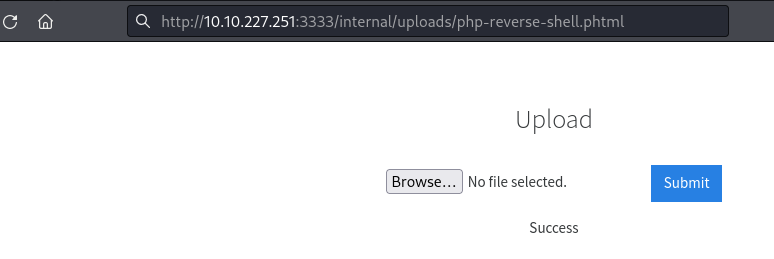 http://10.10.227.251:3333/internal/uploads/php-reverse-shell.phtml
Upload
Browse... No file selected. Submit
Success